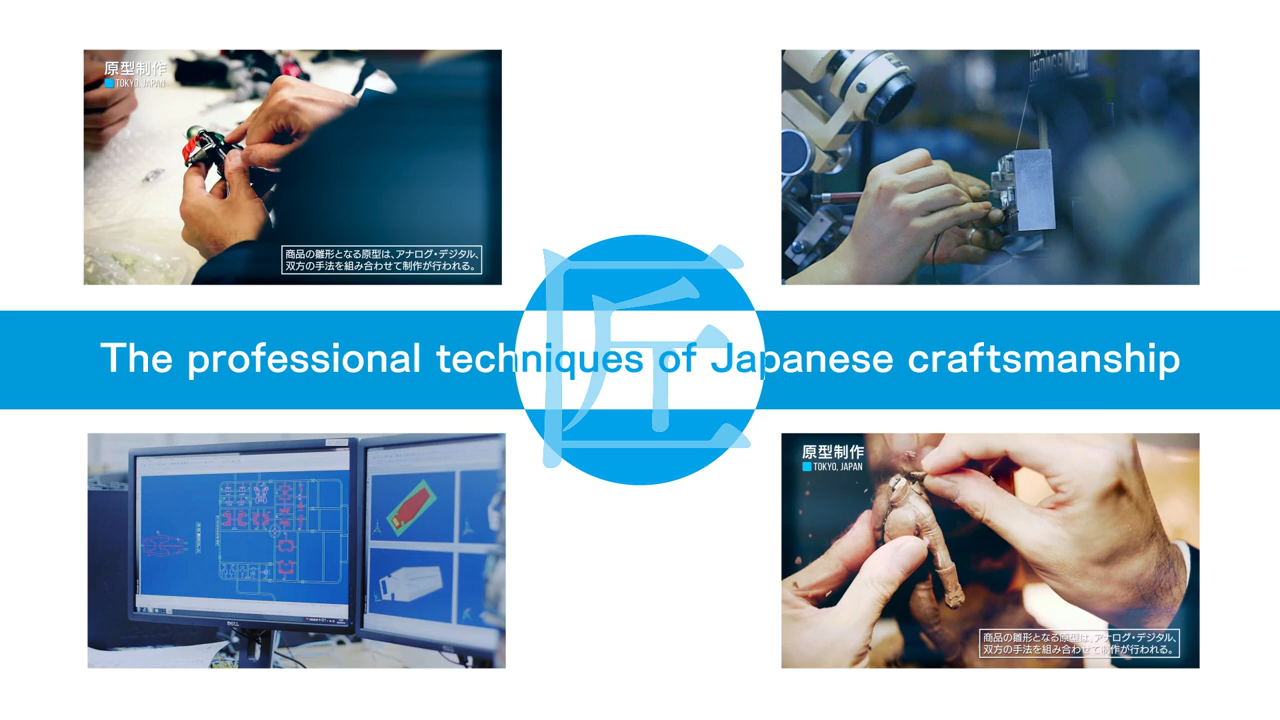 原型制作
TOKYO, JAPAN
商品の雛形となる原型は、アナログ・デジタル、
双方の手法を組み合わせて制作が行われる。
匠
The professional techniques of Japanese craftsmanship
DELL
原型制作
TOKYO, JAPAN
商品の雛形となる原型は、アナログ・デジタル、
双方の手法を組み合わせて制作が行われる。